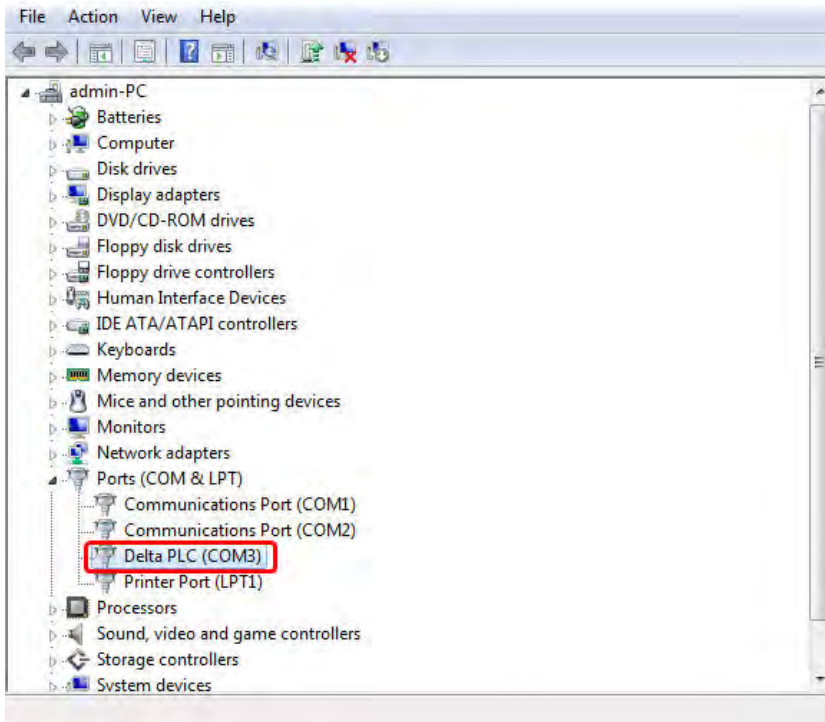 File Action View Help
admin-PC
Batteries
Computer
Disk drives
Display adapters
DVD/CD-ROM drives
Floppy disk drives
Floppy drive controllers
Human Interface Devices
IDE ATA/ATAPI controllers
Keyboards
Memory devices
Mice and other pointing devices
Monitors
Network adapters
Ports (COM & LPT)
Communications Port (COM1)
Communications Port (COM2)
Delta PLC (COM3)
Printer Port (LPT1)
Processors
Sound, video and game controllers
Storage controllers
System devices